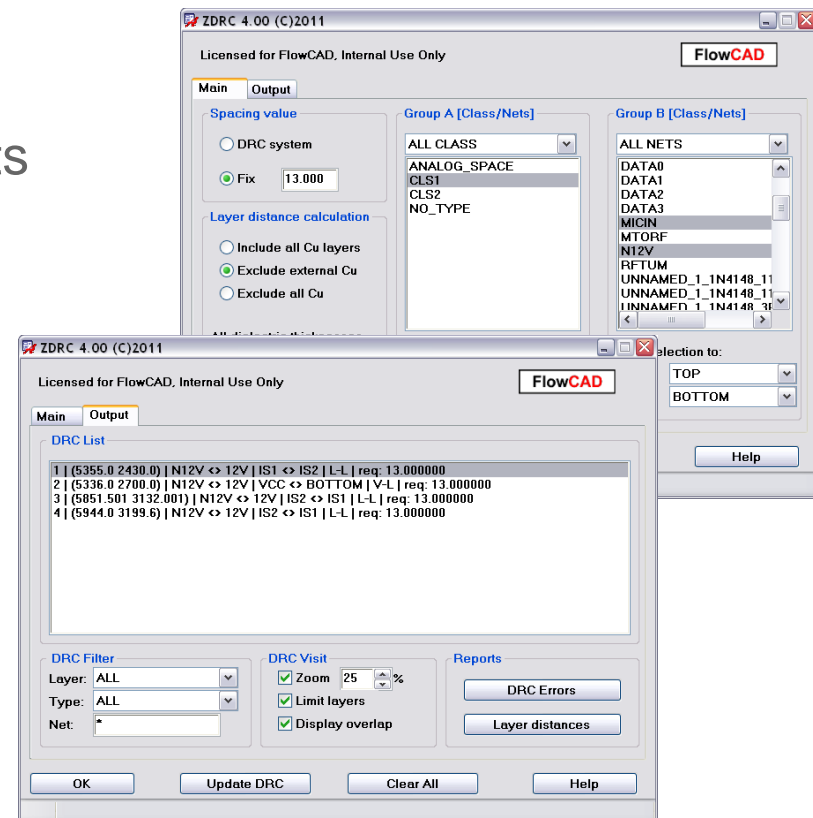 ts
ZDRC 4.00 (C)2011
Licensed for FlowCAD, Internal Use Only
FlowCAD
Main Output
Spacing value
DRC system
Fix 13.000
Layer distance calculation
Include all Cu layers
Exclude external Cu
Exclude all Cu
Group A [Class/Nets]
ALL CLASS
ANALOG_SPACE
CLS1
CLS2
NO_TYPE
Group B [Class/Nets]
ALL NETS
DATA0
DATA1
DATA2
DATA3
MICIN
MTORF
N12V
RFTUM
UNNAMED_1_1N4148_11
UNNAMED_1_1N4148_11
UNNAMED_1_1N4148_3
election to:
TOP
BOTTOM
Help
ZDRC 4.00 (C)2011
Licensed for FlowCAD, Internal Use Only
FlowCAD
Main Output
DRC List
1 | (5355.0 2430.0) | N12V <> 12V | IS1 <> IS2 | L-L | req: 13.000000
2 | (5336.0 2700.0) | N12V <> 12V | VCC <> BOTTOM | V-L | req: 13.000000
3 | (5851.501 3132.001) | N12V <> 12V | IS2 <> IS1 | L-L | req: 13.000000
4 | (5944.0 3199.6) | N12V <> 12V | IS2 <> IS1 | L-L | req: 13.000000
DRC Filter
Layer: ALL
Type: ALL
Net: *
DRC Visit
Zoom 25 %
Limit layers
Display overlap
Reports
DRC Errors
Layer distances
OK Update DRC Clear All Help